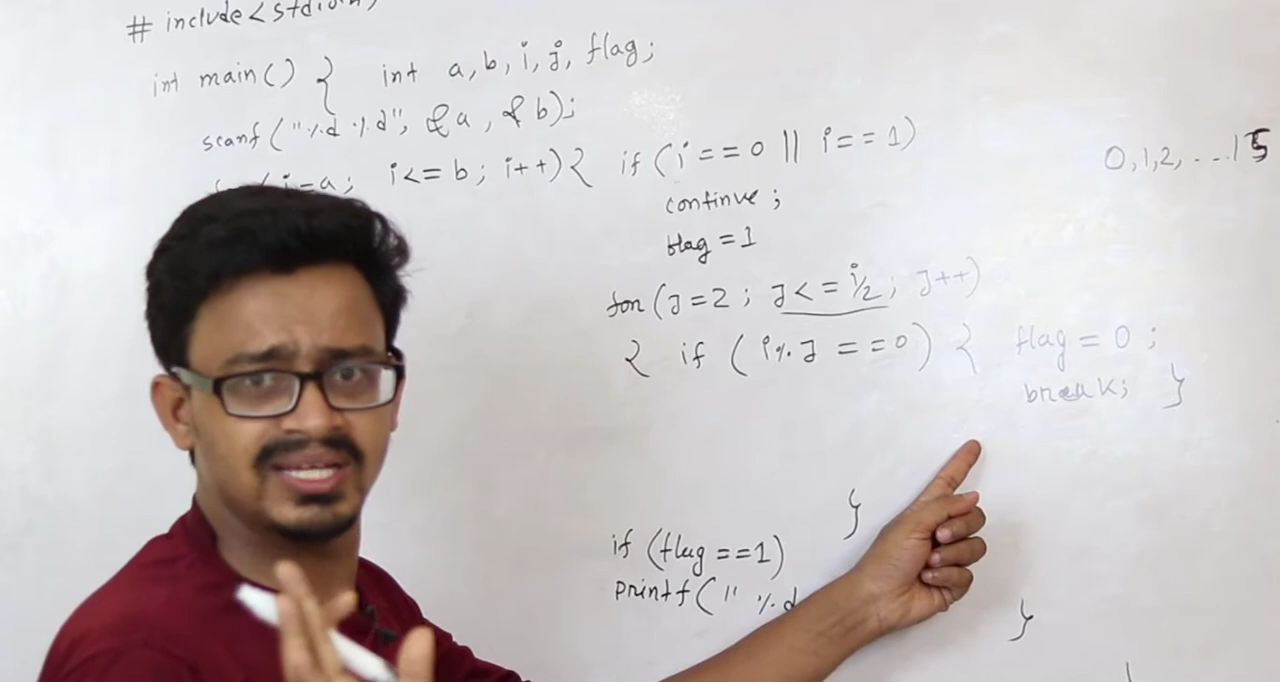 # include<stdio.h>
int main() { int a, b, i, j, flag;
scanf("%d %d", &a, &b);
i=a; i<= b; i++) { if (i==0 || i==1)
0,1,2, ...15
continue;
flag = 1
for (J=2; J<= i/2; J++)
{ if (i%J ==0) { flag = 0;
break; }
}
if (flag ==1)
printf(" %d
}